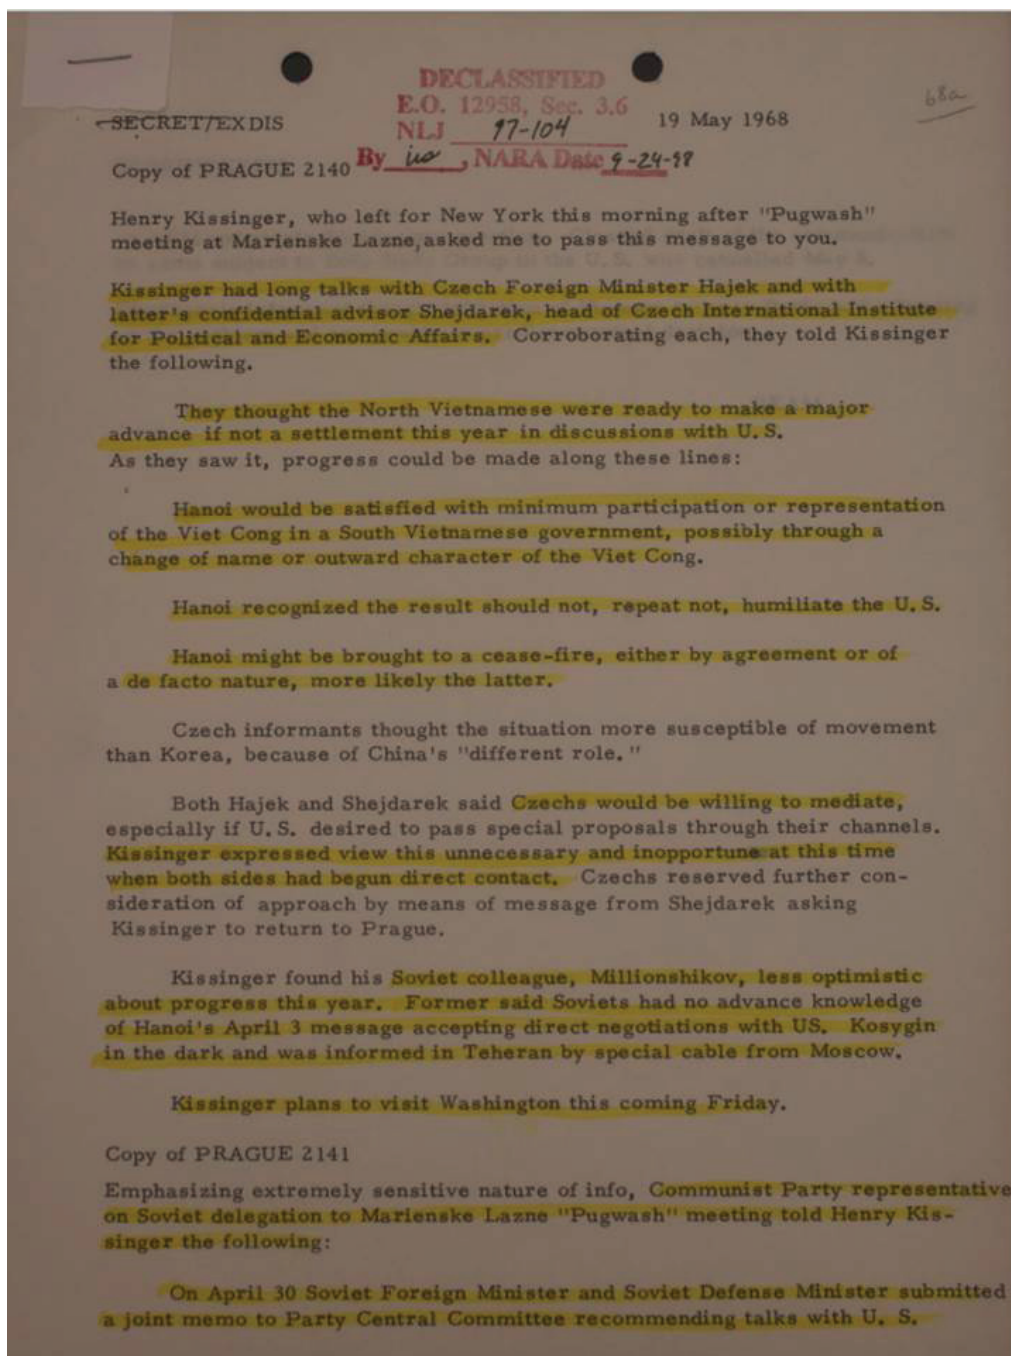 DECLASSIFIED
E.O. 12958, Sec. 3.6
68a
SECRET/EXDIS
NLJ 97-104
19 May 1968
Copy of PRAGUE 2140
By , NARA Date 9-24-98
Henry Kissinger, who left for New York this morning after "Pugwash"
meeting at Marienske Lazne, asked me to pass this message to you.
Kissinger had long talks with Czech Foreign Minister Hajek and with
latter's confidential advisor Shejdarek, head of Czech International Institute
for Political and Economic Affairs. Corroborating each, they told Kissinger
the following.
They thought the North Vietnamese were ready to make a major
advance if not a settlement this year in discussions with U.S.
As they saw it, progress could be made along these lines:
Hanoi would be satisfied with minimum participation or representation
of the Viet Cong in a South Vietnamese government, possibly through a
change of name or outward character of the Viet Cong.
Hanoi recognized the result should not, repeat not, humiliate the U.S.
Hanoi might be brought to a cease-fire, either by agreement or of
a de facto nature, more likely the latter.
Czech informants thought the situation more susceptible of movement
than Korea, because of China's "different role."
Both Hajek and Shejdarek said Czechs would be willing to mediate,
especially if U.S. desired to pass special proposals through their channels.
Kissinger expressed view this unnecessary and inopportune at this time
when both sides had begun direct contact. Czechs reserved further con-
sideration of approach by means of message from Shejdarek asking
Kissinger to return to Prague.
Kissinger found his Soviet colleague, Millionshikov, less optimistic
about progress this year. Former said Soviets had no advance knowledge
of Hanoi's April 3 message accepting direct negotiations with US. Kosygin
in the dark and was informed in Teheran by special cable from Moscow.
Kissinger plans to visit Washington this coming Friday.
Copy of PRAGUE 2141
Emphasizing extremely sensitive nature of info, Communist Party representative
on Soviet delegation to Marienske Lazne "Pugwash" meeting told Henry Kis-
singer the following:
On April 30 Soviet Foreign Minister and Soviet Defense Minister submitted
a joint memo to Party Central Committee recommending talks with U. S.